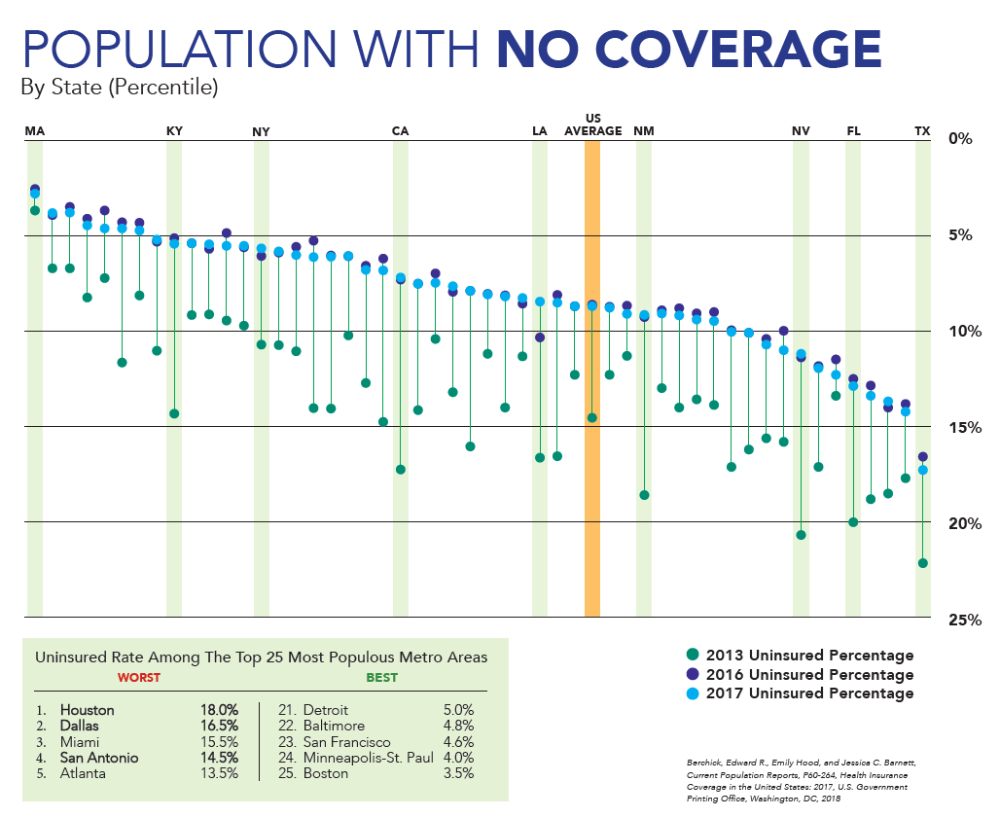 POPULATION WITH NO COVERAGE
By State (Percentile)
US
MA KY NY CA LA AVERAGE NM NV FL TX
0%
5%
10%
15%
20%
25%
Uninsured Rate Among The Top 25 Most Populous Metro Areas
WORST BEST
1. Houston 18.0% 21. Detroit 5.0%
2. Dallas 16.5% 22. Baltimore 4.8%
3. Miami 15.5% 23. San Francisco 4.6%
4. San Antonio 14.5% 24. Minneapolis-St. Paul 4.0%
5. Atlanta 13.5% 25. Boston 3.5%
2013 Uninsured Percentage
2016 Uninsured Percentage
2017 Uninsured Percentage
Berchick, Edward R., Emily Hood, and Jessica C. Barnett,
Current Population Reports, P60-264, Health Insurance
Coverage in the United States: 2017, U.S. Government
Printing Office, Washington, DC, 2018